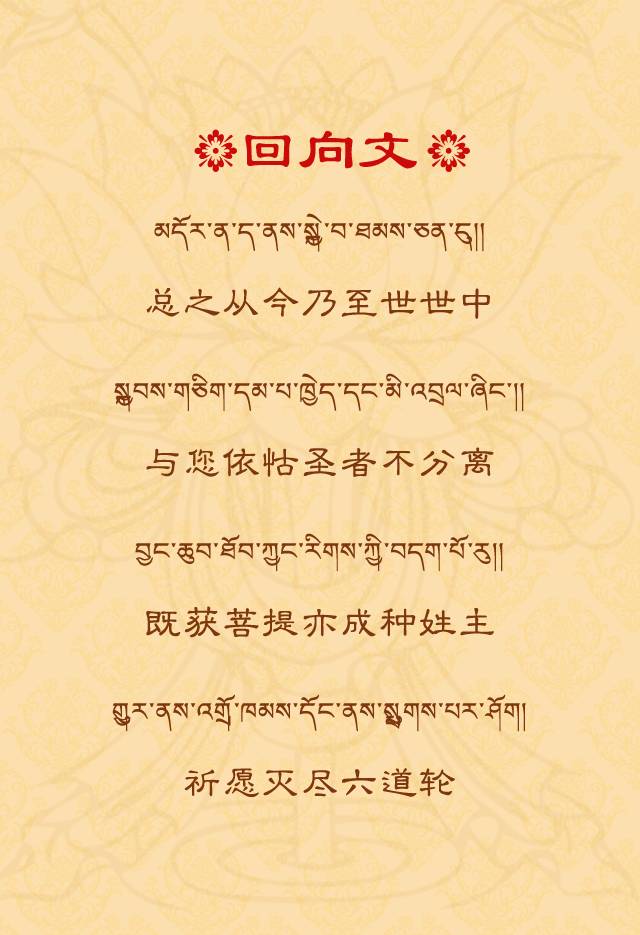 回向文
མདོར་ན་ད་ནས་སྐྱེ་བ་ཐམས་ཅན་དུ།།
总之从今乃至世世中
སྐྱབས་གཅིག་དམ་པ་ཁྱེད་དང་མི་འབྲལ་ཞིང་།།
与您依怙圣者不分离
བྱང་ཆུབ་ཐོབ་ཀྱང་རིགས་ཀྱི་བདག་པོ་རུ།།
既获菩提亦成种姓主
གྱུར་ནས་འགྲོ་ཁམས་དོང་ནས་སྤྲུགས་པར་ཤོག།
祈愿灭尽六道轮